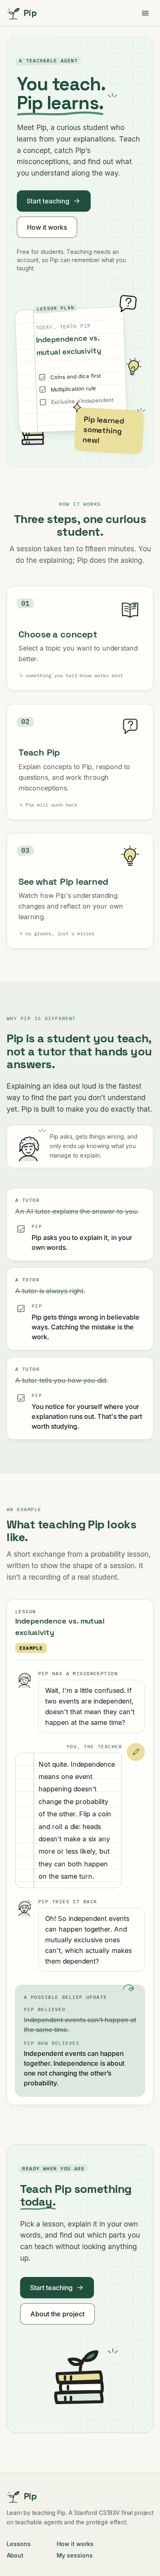 Pip
A TEACHABLE AGENT
You teach.
Pip learns.
Meet Pip, a curious student who
learns from your explanations. Teach
a concept, catch Pip's
misconceptions, and find out what
you understand along the way.
Start teaching →
How it works
Free for students. Teaching needs an
account, so Pip can remember what you
taught.
LESSON PLAN
TODAY, TEACH PIP
Independence vs.
mutual exclusivity
Coins and dice first
Multiplication rule
Exclusive ≠ independent
Pip learned
something
new!
HOW IT WORKS
Three steps, one curious
student.
A session takes ten to fifteen minutes. You
do the explaining; Pip does the asking.
01
Choose a concept
Select a topic you want to understand
better.
↳ something you half-know works best
02
Teach Pip
Explain concepts to Pip, respond to
questions, and work through
misconceptions.
↳ Pip will push back
03
See what Pip learned
Watch how Pip's understanding
changes and reflect on your own
learning.
↳ no grades, just a mirror
WHY PIP IS DIFFERENT
Pip is a student you teach,
not a tutor that hands you
answers.
Explaining an idea out loud is the fastest
way to find the part you don't understand
yet. Pip is built to make you do exactly that.
Pip asks, gets things wrong, and
only ends up knowing what you
manage to explain.
A TUTOR
An AI tutor explains the answer to you.
PIP
Pip asks you to explain it, in your
own words.
A TUTOR
A tutor is always right.
PIP
Pip gets things wrong in believable
ways. Catching the mistake is the
work.
A TUTOR
A tutor tells you how you did.
PIP
You notice for yourself where your
explanation runs out. That's the part
worth studying.
AN EXAMPLE
What teaching Pip looks
like.
A short exchange from a probability lesson,
written to show the shape of a session. It
isn't a recording of a real student.
LESSON
Independence vs. mutual
exclusivity
EXAMPLE
PIP HAS A MISCONCEPTION
Wait, I'm a little confused. If
two events are independent,
doesn't that mean they can't
happen at the same time?
YOU, THE TEACHER
Not quite. Independence
means one event
happening doesn't
change the probability
of the other. Flip a coin
and roll a die: heads
doesn't make a six any
more or less likely, but
they can both happen
on the same turn.
PIP TRIES IT BACK
Oh! So independent events
can happen together. And
mutually exclusive ones
can't, which actually makes
them dependent?
A POSSIBLE BELIEF UPDATE
PIP BELIEVED
Independent events can't happen at
the same time.
PIP NOW BELIEVES
Independent events can happen
together. Independence is about
one not changing the other's
probability.
READY WHEN YOU ARE
Teach Pip something
today.
Pick a lesson, explain it in your own
words, and find out which parts you
can teach without looking anything
up.
Start teaching →
About the project
Pip
Learn by teaching Pip. A Stanford CS193V final project
on teachable agents and the protégé effect.
Lessons
How it works
About
My sessions